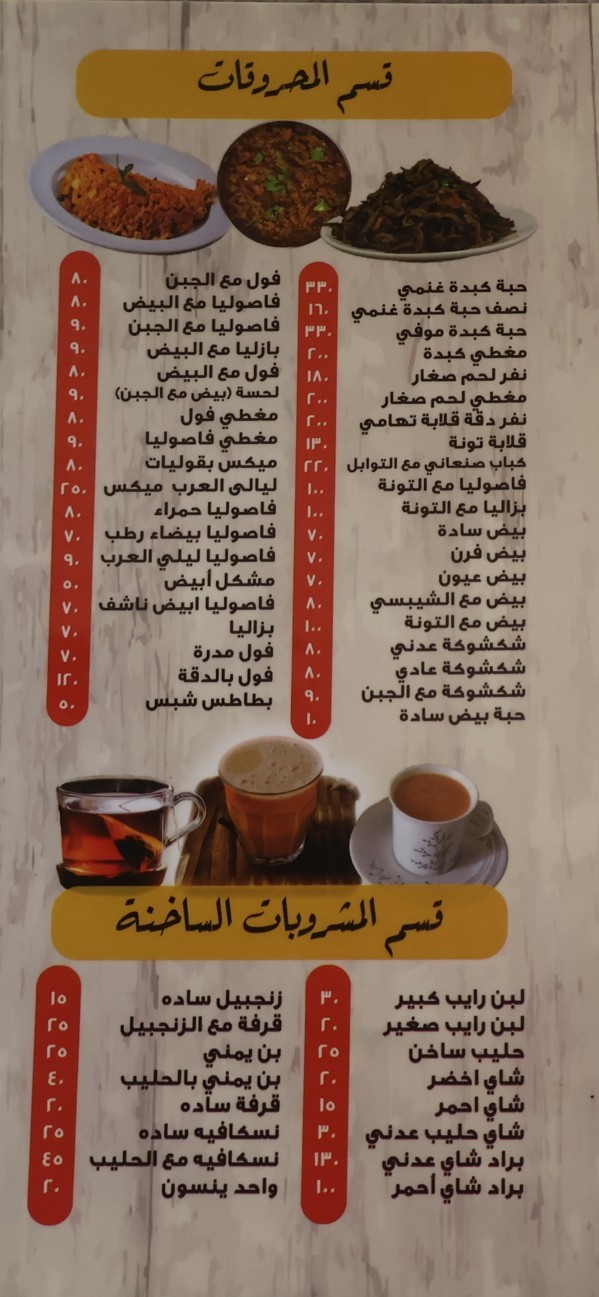 قسم المحروقات
حبة كبدة غنمي ٣٣٠
نصف حبة كبدة غنمي ١٦٠
حبة كبدة موفي ٣٣٠
مغطي كبدة ٢٠٠
نفر لحم صغار ١٨٠
مغطي لحم صغار ٢٠٠
نفر دقة قلابة تهامي ٢٠٠
قلابة تونة ١٣٠
كباب صنعاني مع التوابل ٢٢٠
فاصوليا مع التونة ١٠٠
بزاليا مع التونة ١٠٠
بيض سادة ٧٠
بيض فرن ٧٠
بيض عيون ٧٠
بيض مع الشيبسي ٨٠
بيض مع التونة ١٠٠
شكشوكة عدني ٨٠
شكشوكة عادي ٨٠
شكشوكة مع الجبن ٩٠
حبة بيض سادة ١٠
فول مع الجبن ٨٠
فاصوليا مع البيض ٨٠
فاصوليا مع الجبن ٩٠
بازليا مع البيض ٩٠
فول مع البيض ٨٠
لحسة (بيض مع الجبن) ٩٠
مغطي فول ٨٠
مغطي فاصوليا ٩٠
ميكس بقوليات ٨٠
ليالى العرب ميكس ٢٥٠
فاصوليا حمراء ٨٠
فاصوليا بيضاء رطب ٧٠
فاصوليا ليلي العرب ٩٠
مشكل أبيض ٥٠
فاصوليا ابيض ناشف ٧٠
بزاليا ٧٠
فول مدرة ٧٠
فول بالدقة ١٢٠
بطاطس شبس ٥٠
قسم المشروبات الساخنة
لبن رايب كبير ٣٠
لبن رايب صغير ٢٠
حليب ساخن ٢٥
شاي اخضر ٢٠
شاي احمر ١٥
شاي حليب عدني ٣٠
براد شاي عدني ١٣٠
براد شاي أحمر ١٠٠
زنجبيل ساده ١٥
قرفة مع الزنجبيل ٢٥
بن يمني ٢٥
بن يمني بالحليب ٤٠
قرفة ساده ٢٠
نسكافيه ساده ٢٥
نسكافيه مع الحليب ٤٥
واحد ينسون ٢٠